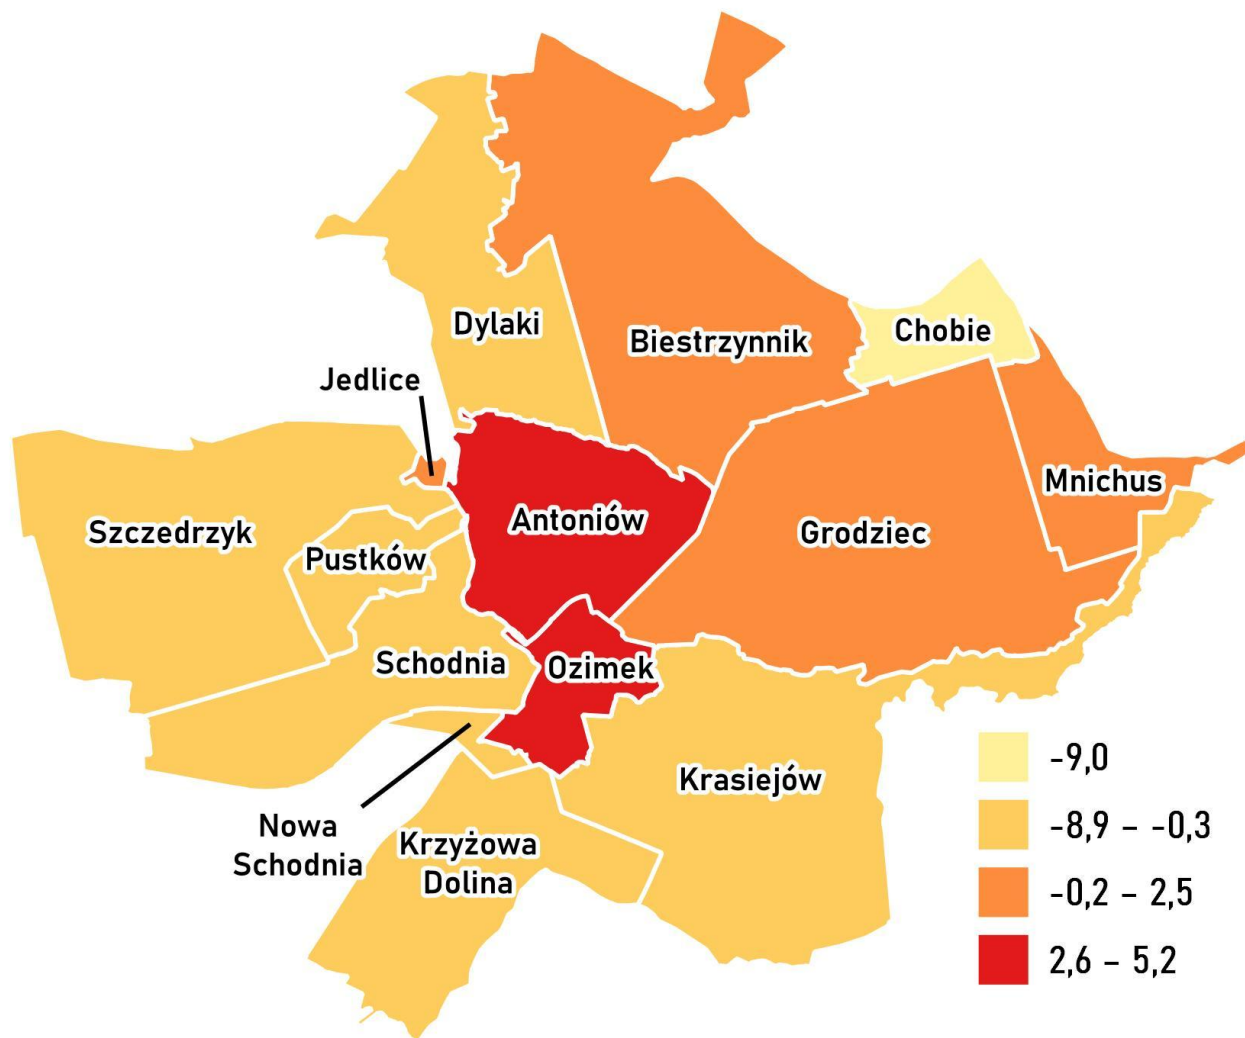 Dylaki
Biestrzynnik
Chobie
Jedlice
Mnichus
Szczedrzyk
Antoniów
Grodziec
Pustków
Schodnia
Ozimek
Krasiejów
Nowa
Schodnia
Krzyżowa
Dolina
-9,0
-8,9 – -0,3
-0,2 – 2,5
2,6 – 5,2